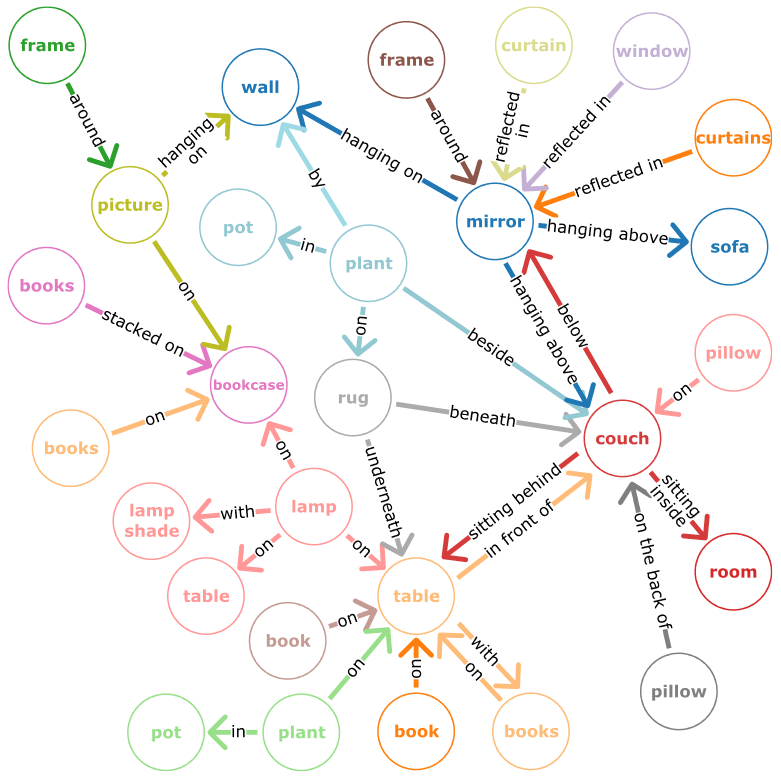 frame
frame
curtain
window
wall
around
around
reflected
in
reflected in
curtains
hanging
on
hanging on
reflected in
picture
by
pot
mirror
hanging above
sofa
in
plant
books
on
stacked on
on
hanging above
below
beside
pillow
bookcase
rug
on
books
on
beneath
couch
on
underneath
sitting
inside
lamp
shade
with
lamp
sitting behind
in front of
on
on
on the back of
table
table
room
book
on
on
with
on
on
pillow
pot
in
plant
book
books